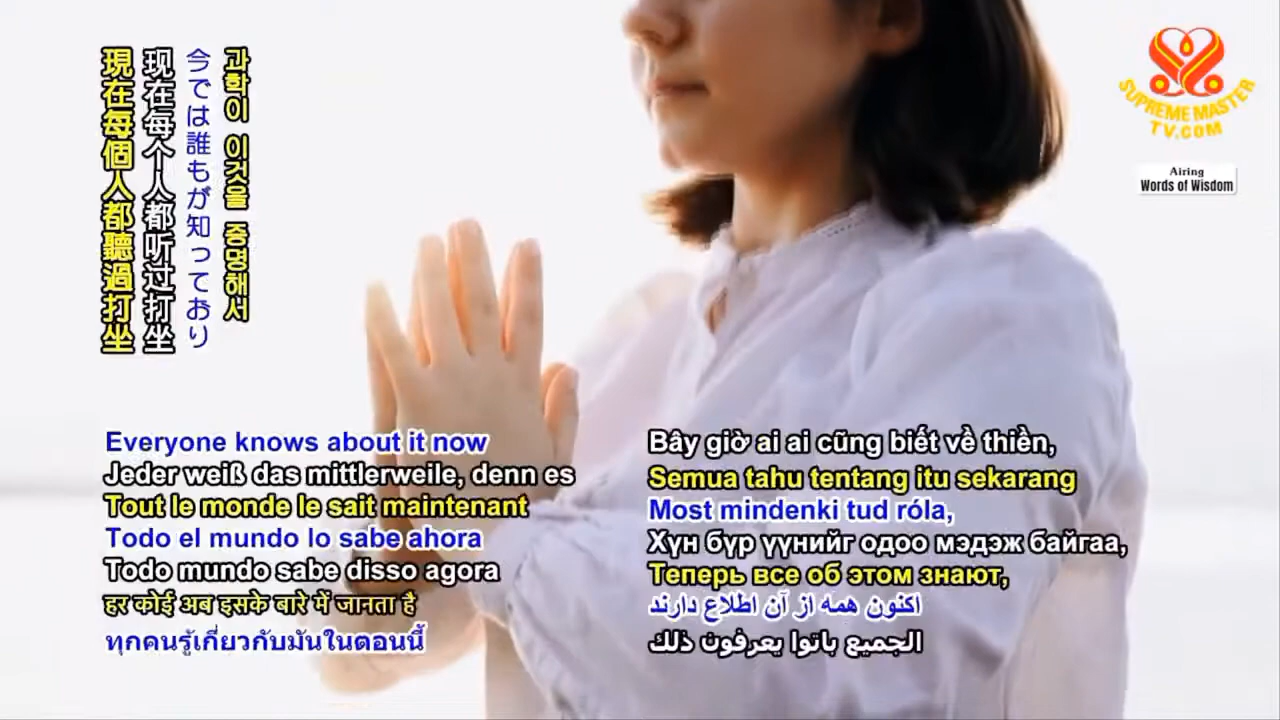 現在每個人都聽過打坐
现在每个人都听过打坐
今では誰もが知っており
과학이 이것을 증명해서
SUPREME MASTER
TV.COM
Airing
Words of Wisdom
Everyone knows about it now
Jeder weiß das mittlerweile, denn es
Tout le monde le sait maintenant
Todo el mundo lo sabe ahora
Todo mundo sabe disso agora
हर कोई अब इसके बारे में जानता है
ทุกคนรู้เกี่ยวกับมันในตอนนี้
Bây giờ ai ai cũng biết về thiền,
Semua tahu tentang itu sekarang
Most mindenki tud róla,
Хүн бүр үүнийг одоо мэдэж байгаа,
Теперь все об этом знают,
اکنون همه از آن اطلاع دارند
الجميع باتوا يعرفون ذلك